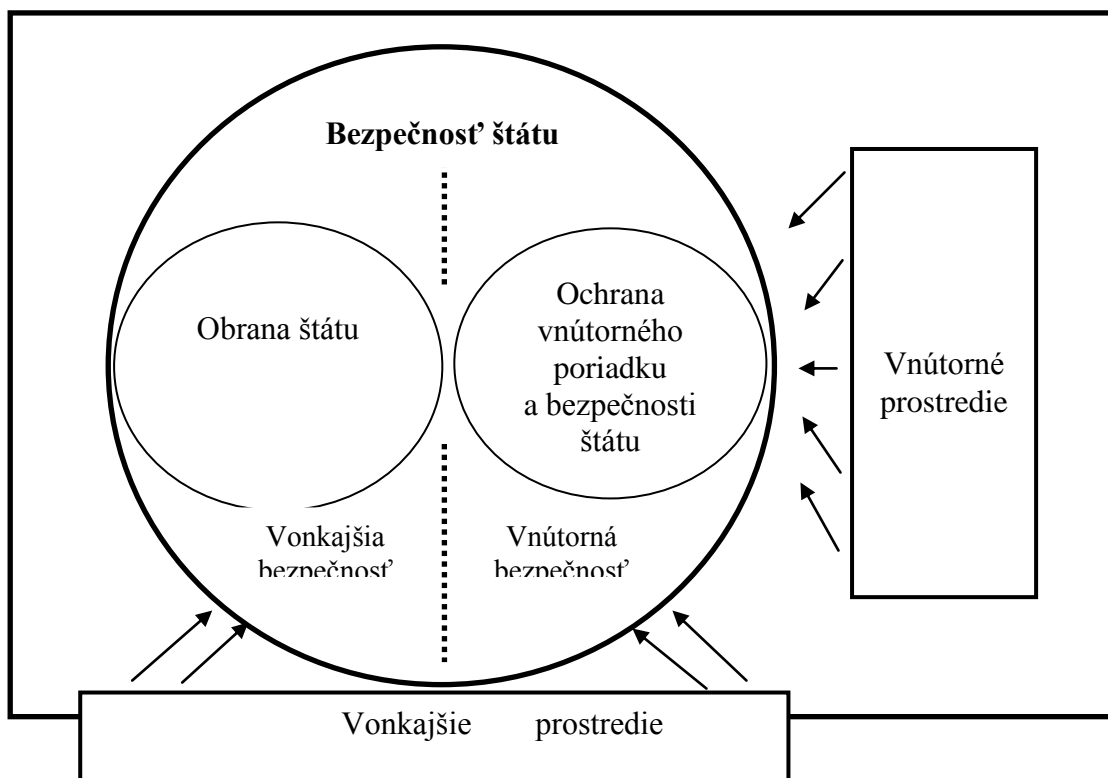 Bezpečnosť štátu
Obrana štátu
Ochrana
vnútorného
poriadku
a bezpečnosti
štátu
Vnútorné
prostredie
Vonkajšia
bezpečnosť
Vnútorná
bezpečnosť
Vonkajšie prostredie